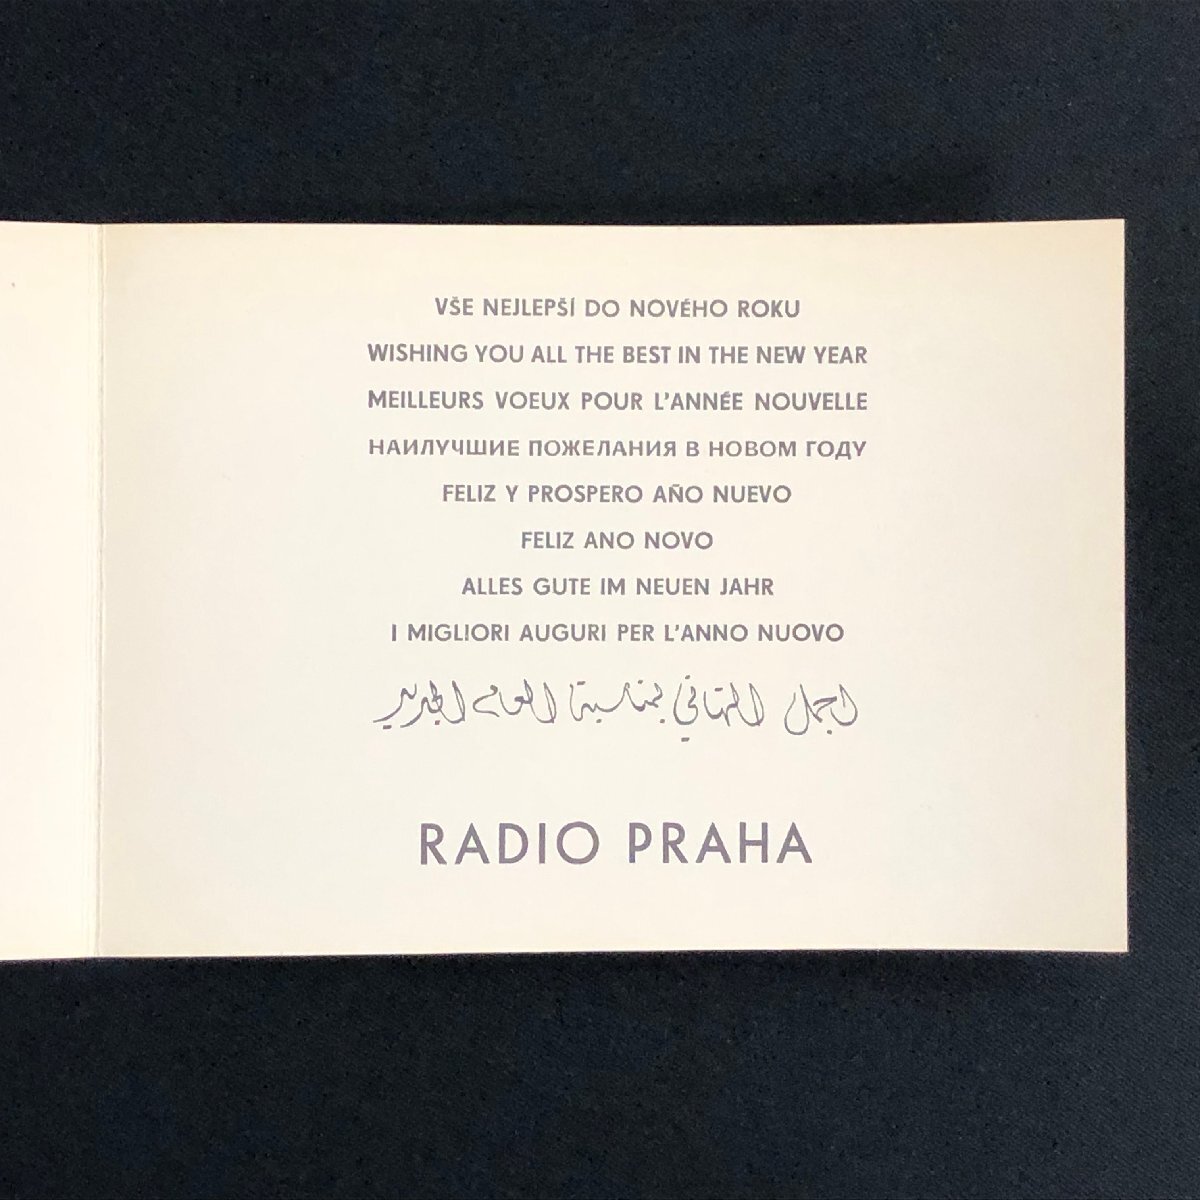 VŠE NEJLEPŠÍ DO NOVÉHO ROKU
WISHING YOU ALL THE BEST IN THE NEW YEAR
MEILLEURS VOEUX POUR L'ANNÉE NOUVELLE
НАИЛУЧШИЕ ПОЖЕЛАНИЯ В НОВОМ ГОДУ
FELIZ Y PROSPERO AÑO NUEVO
FELIZ ANO NOVO
ALLES GUTE IM NEUEN JAHR
I MIGLIORI AUGURI PER L'ANNO NUOVO
اجمل التهاني بمناسبة العام الجديد
RADIO PRAHA